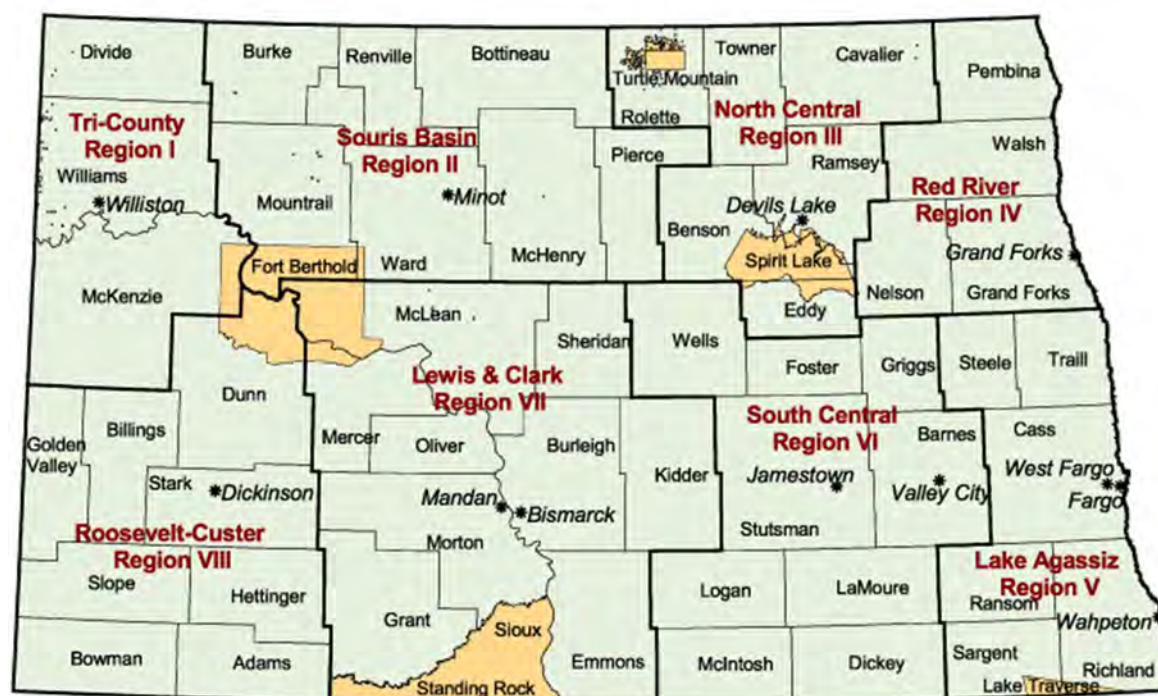 Divide
Burke
Renville
Bottineau
Towner
Cavalier
Pembina
Turtle Mountain
Rolette
North Central
Region III
Tri-County
Region I
Souris Basin
Region II
Pierce
Ramsey
Walsh
Williams
Williston
Mountrail
Minot
Benson
Devils Lake
Red River
Region IV
McHenry
Grand Forks
Fort Berthold
Ward
Spirit Lake
McKenzie
Nelson
Grand Forks
Eddy
McLean
Sheridan
Wells
Foster
Griggs
Steele
Traill
Dunn
Lewis & Clark
Region VII
South Central
Region VI
Golden
Valley
Billings
Mercer
Oliver
Burleigh
Kidder
Barnes
Cass
Stark
Dickinson
Mandan
Bismarck
Jamestown
Valley City
West Fargo
Fargo
Roosevelt-Custer
Region VIII
Morton
Stutsman
Lake Agassiz
Region V
Slope
Hettinger
Grant
Sioux
Logan
LaMoure
Ransom
Wahpeton
Bowman
Adams
Standing Rock
Emmons
McIntosh
Dickey
Sargent
Richland
Lake Traverse